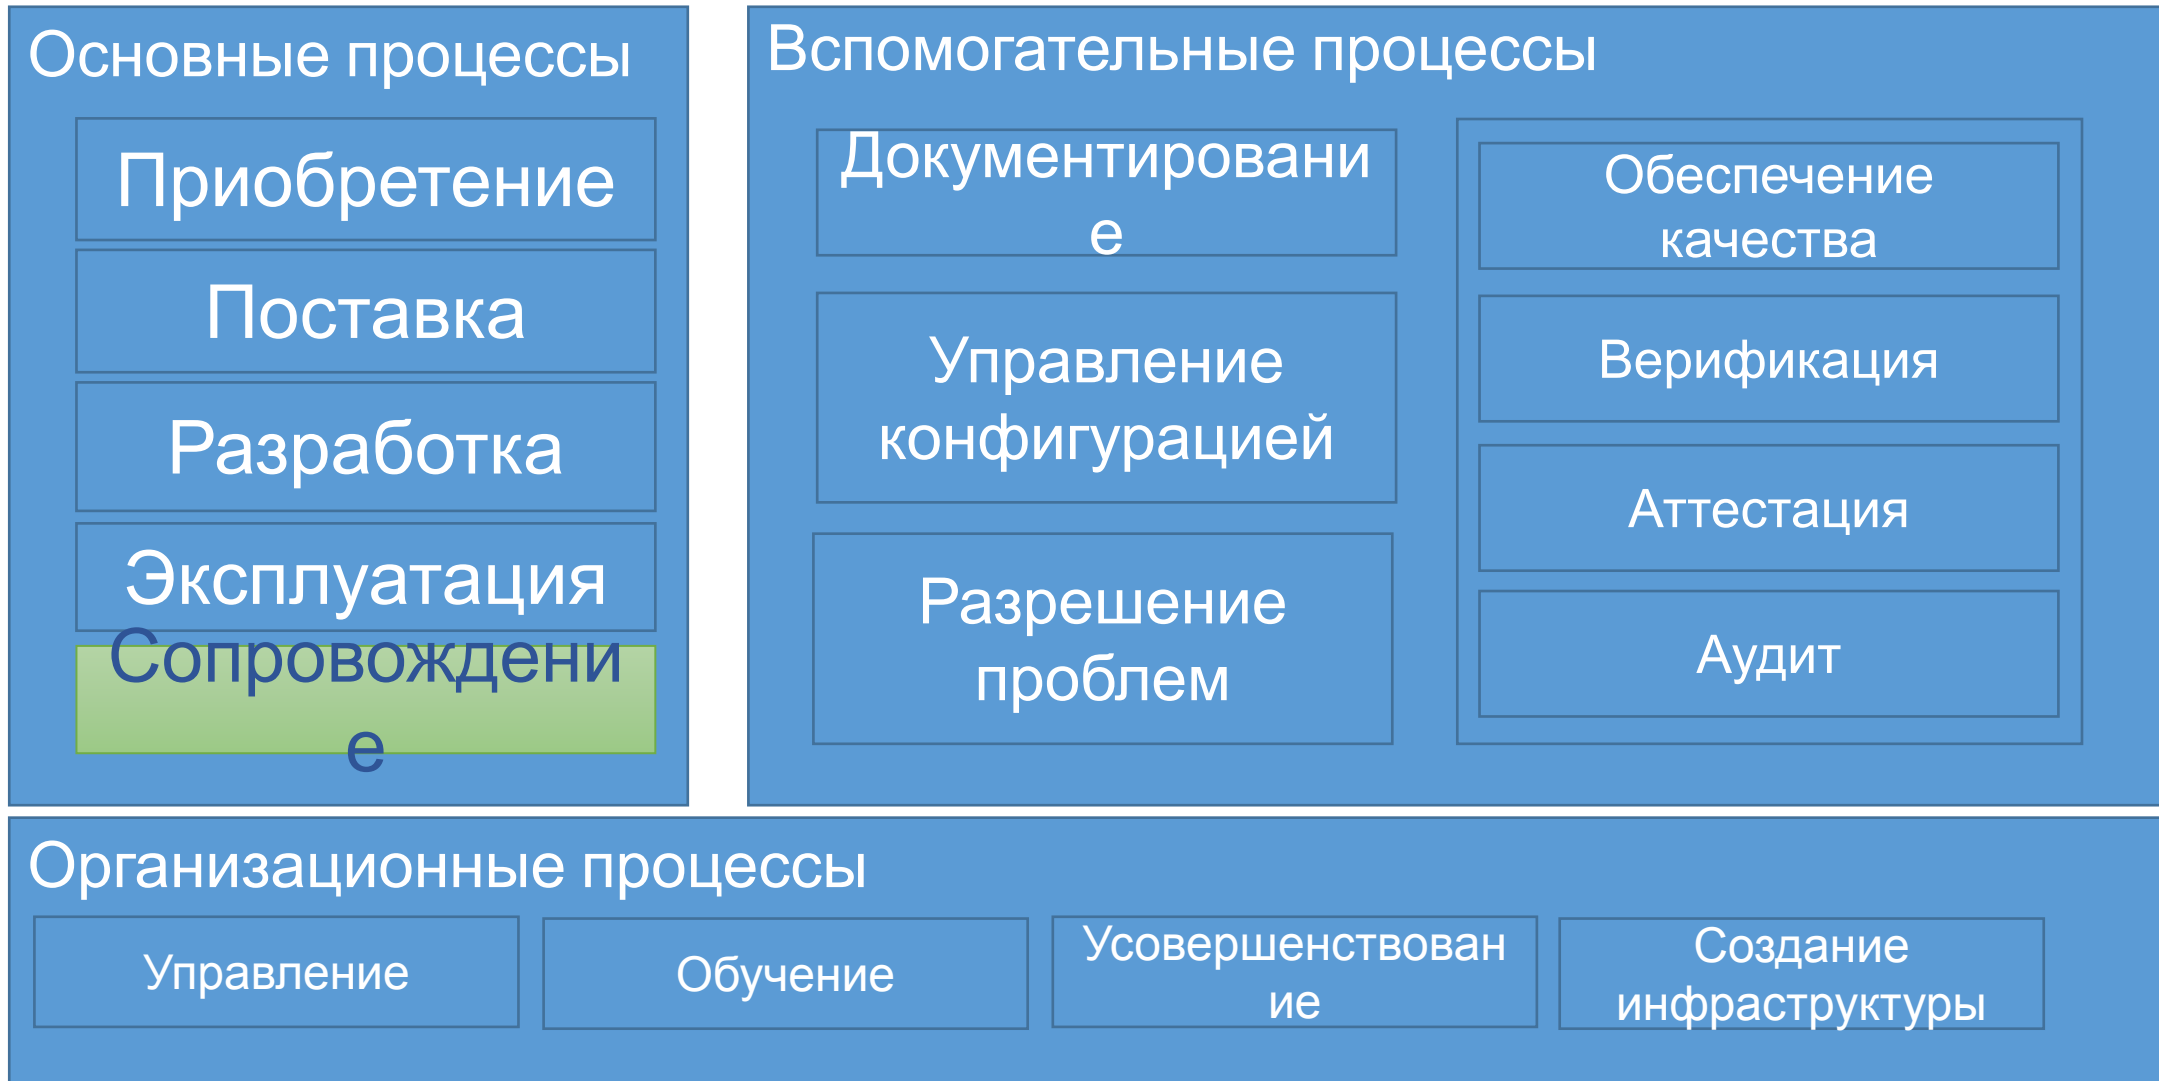 Основные процессы
Приобретение
Поставка
Разработка
Эксплуатация
Сопровождени
е
Вспомогательные процессы
Документировани
е
Управление
конфигурацией
Разрешение
проблем
Обеспечение
качества
Верификация
Аттестация
Аудит
Организационные процессы
Управление
Обучение
Усовершенствован
ие
Создание
инфраструктуры